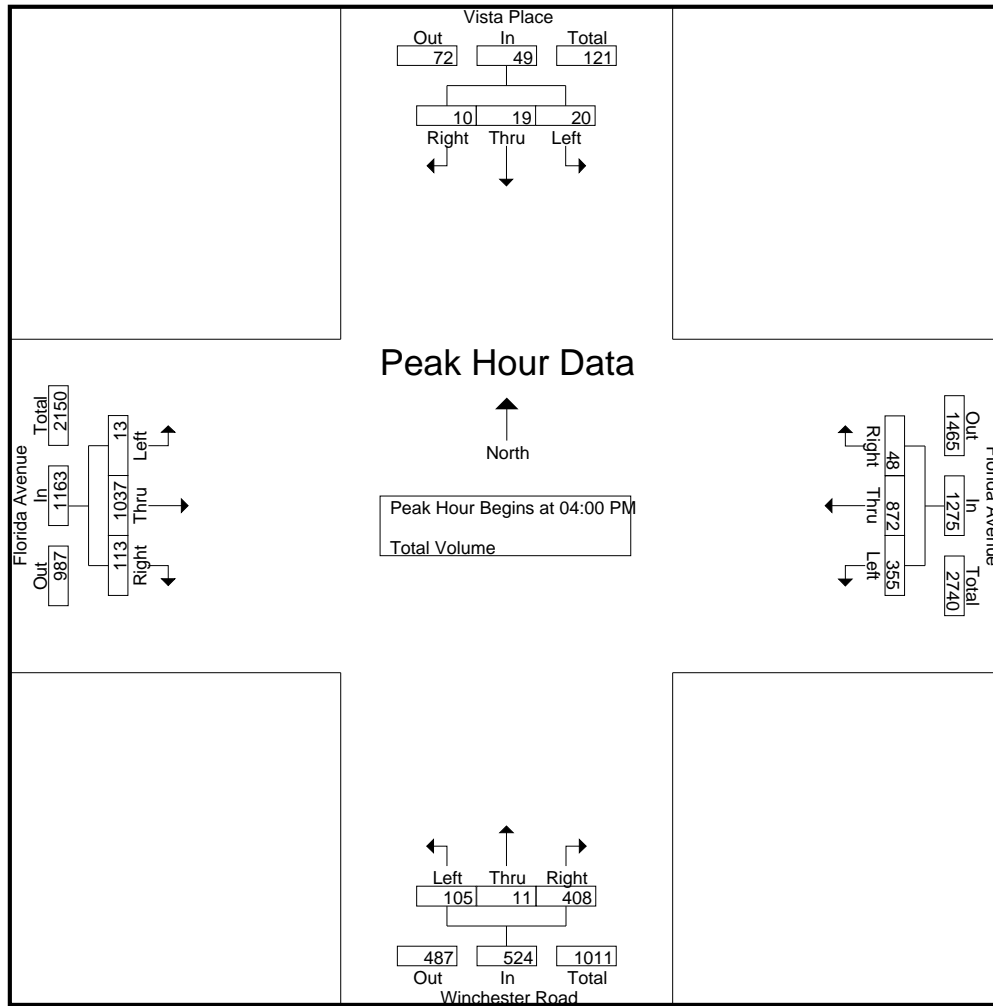 Vista Place
Out In Total
72 49 121
10 19 20
Right Thru Left
Peak Hour Data
North
Peak Hour Begins at 04:00 PM
Total Volume
Florida Avenue
Total In Out
2150 1163 987
13 1037 113
Left Thru Right
Florida Avenue
Out In Total
1465 1275 2740
48 872 355
Right Thru Left
Left Thru Right
105 11 408
487 524 1011
Out In Total
Winchester Road